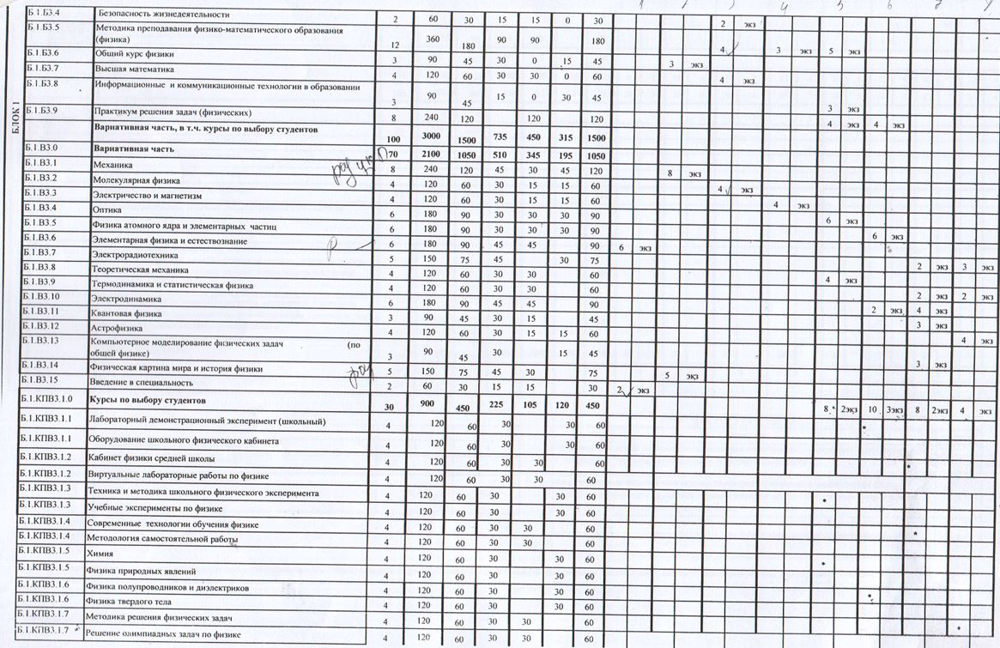 1 2 3 4 5 6 7 8
БЛОК 1
Б.1.Б3.4 Безопасность жизнедеятельности 2 60 30 15 15 0 30 2 экз
Б.1.Б3.5 Методика преподавания физико-математического образования
(физика) 12 360 180 90 90 180 4 3 экз 5 экз
Б.1.Б3.6 Общий курс физики 3 90 45 30 0 15 45 3 экз
Б.1.Б3.7 Высшая математика 4 120 60 30 30 0 60 4 экз
Б.1.Б3.8 Информационные и коммуникационные технологии в образовании 3 90 45 15 0 30 45 3 экз
Б.1.Б3.9 Практикум решения задач (физических) 8 240 120 120 120 4 экз 4 экз
Вариативная часть, в т.ч. курсы по выбору студентов 100 3000 1500 735 450 315 1500
Б.1.В3.0 Вариативная часть 70 2100 1050 510 345 195 1050
Б.1.В3.1 Механика 8 240 120 45 30 45 120 8 экз
Б.1.В3.2 Молекулярная физика 4 120 60 30 15 15 60 4 экз
Б.1.В3.3 Электричество и магнетизм 4 120 60 30 15 15 60 4 экз
Б.1.В3.4 Оптика 6 180 90 30 30 30 90 6 экз
Б.1.В3.5 Физика атомного ядра и элементарных частиц 6 180 90 30 30 30 90 6 экз
Б.1.В3.6 Элементарная физика и естествознание 6 180 90 45 45 90 6 экз
Б.1.В3.7 Электрорадиотехника 5 150 75 45 30 75 2 экз 3 экз
Б.1.В3.8 Теоретическая механика 4 120 60 30 30 60 4 экз
Б.1.В3.9 Термодинамика и статистическая физика 4 120 60 30 30 60 2 экз 2 экз
Б.1.В3.10 Электродинамика 6 180 90 45 45 90 2 экз 4 экз
Б.1.В3.11 Квантовая физика 3 90 45 30 15 45 3 экз
Б.1.В3.12 Астрофизика 4 120 60 30 15 15 60 4 экз
Б.1.В3.13 Компьютерное моделирование физических задач (по
общей физике) 3 90 45 30 15 45 3 экз
Б.1.В3.14 Физическая картина мира и история физики 5 150 75 45 30 75 5 экз
Б.1.В3.15 Введение в специальность 2 60 30 15 15 30 2 экз
Б.1.КПВ3.1.0 Курсы по выбору студентов 30 900 450 225 105 120 450 8 2экз 10 3экз 8 2экз 4 экз
Б.1.КПВ3.1.1 Лабораторный демонстрационный эксперимент (школьный) 4 120 60 30 30 60
Б.1.КПВ3.1.1 Оборудование школьного физического кабинета 4 120 60 30 30 60
Б.1.КПВ3.1.2 Кабинет физики средней школы 4 120 60 30 30 60
Б.1.КПВ3.1.2 Виртуальные лабораторные работы по физике 4 120 60 30 30 60
Б.1.КПВ3.1.3 Техника и методика школьного физического эксперимента 4 120 60 30 30 60
Б.1.КПВ3.1.3 Учебные эксперименты по физике 4 120 60 30 30 60
Б.1.КПВ3.1.4 Современные технологии обучения физике 4 120 60 30 30 60
Б.1.КПВ3.1.4 Методология самостоятельной работы 4 120 60 30 30 60
Б.1.КПВ3.1.5 Химия 4 120 60 30 30 60
Б.1.КПВ3.1.5 Физика природных явлений 4 120 60 30 30 60
Б.1.КПВ3.1.6 Физика полупроводников и диэлектриков 4 120 60 30 30 60
Б.1.КПВ3.1.6 Физика твердого тела 4 120 60 30 30 60
Б.1.КПВ3.1.7 Методика решения физических задач 4 120 60 30 30 60
Б.1.КПВ3.1.7 Решение олимпиадных задач по физике 4 120 60 30 30 60